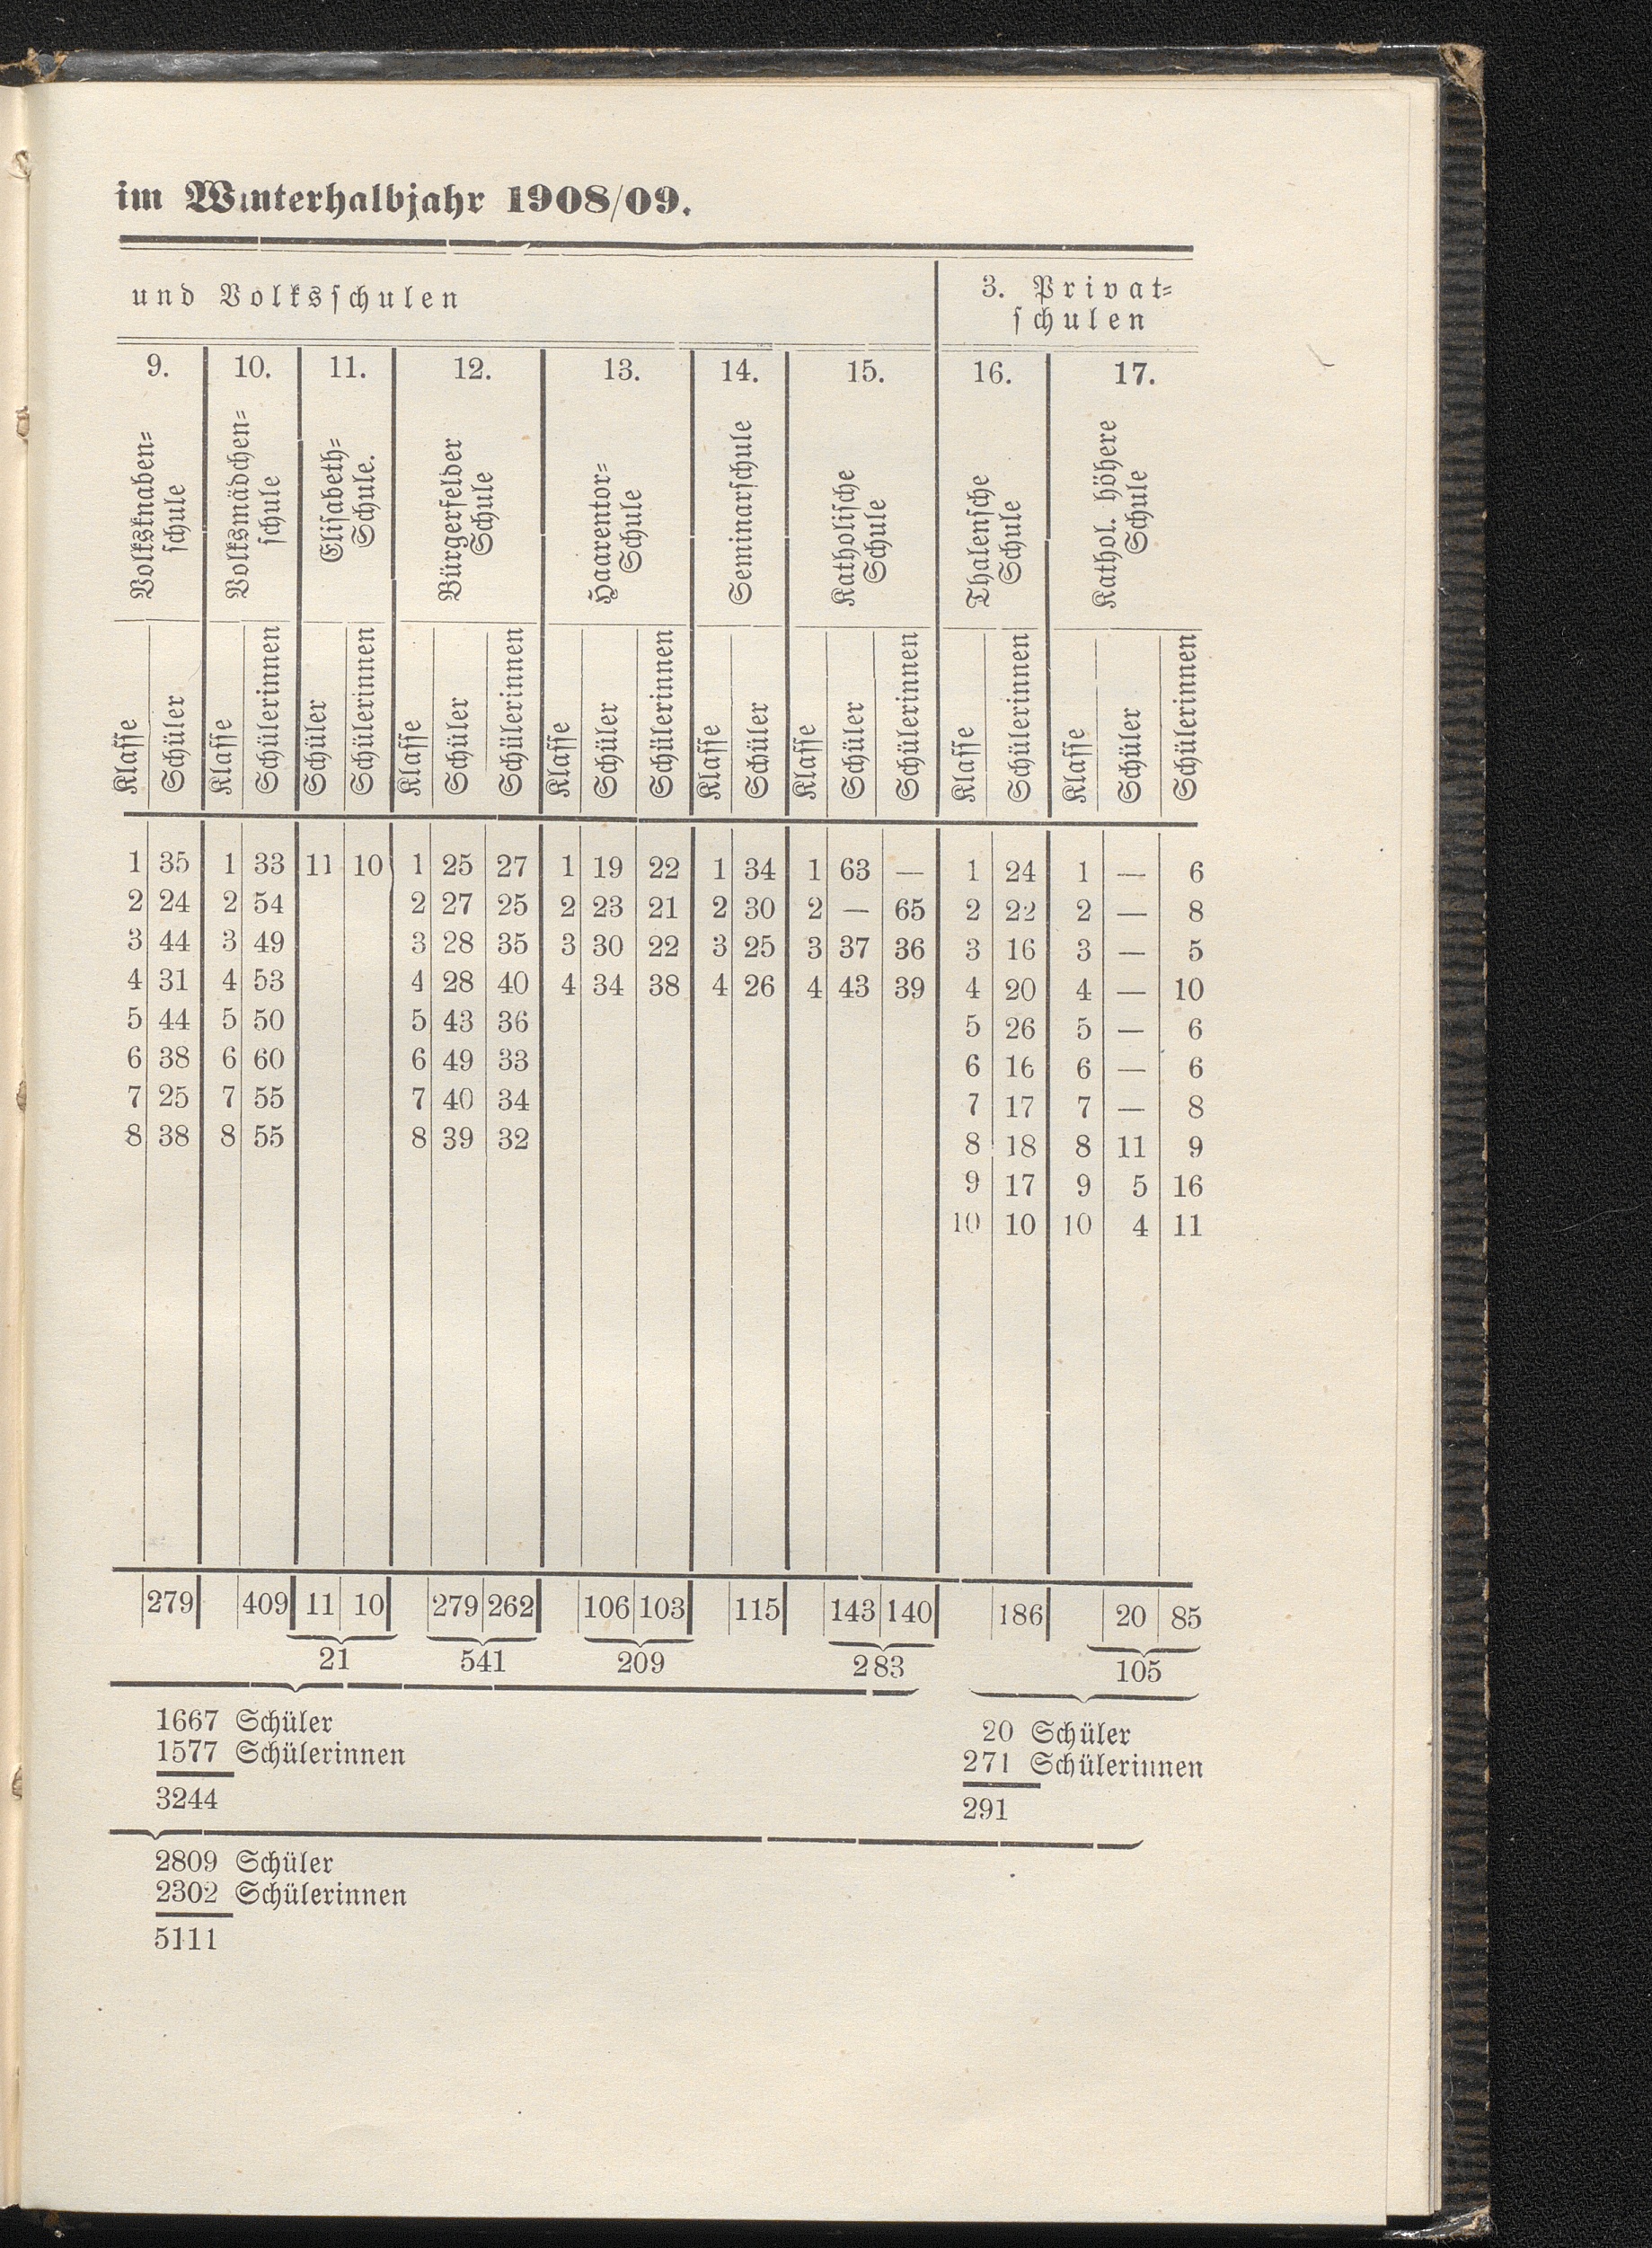 im Winterhalbjahr 1908/09.
und Volksschulen
3. Privat-
schulen
9. 10. 11. 12. 13. 14. 15. 16. 17.
Volksknaben-
schule
Volksmädchen-
schule
Elisabeth-
Schule.
Bürgerfelder
Schule
Haarentor-
Schule
Seminarschule
Katholische
Schule
Thalensche
Schule
Kathol. höhere
Schule
Klasse Schüler Klasse Schülerinnen Schüler Schülerinnen Klasse Schüler Schülerinnen Klasse Schüler Schülerinnen Klasse Schüler Klasse Schüler Schülerinnen Klasse Schülerinnen Klasse Schüler Schülerinnen
1 35 1 33 11 10 1 25 27 1 19 22 1 34 1 63 — 1 24 1 — 6
2 24 2 54 2 27 25 2 23 21 2 30 2 — 65 2 22 2 — 8
3 44 3 49 3 28 35 3 30 22 3 25 3 37 36 3 16 3 — 5
4 31 4 53 4 28 40 4 34 38 4 26 4 43 39 4 20 4 — 10
5 44 5 50 5 43 36 5 26 5 — 6
6 38 6 60 6 49 33 6 16 6 — 6
7 25 7 55 7 40 34 7 17 7 — 8
8 38 8 55 8 39 32 8 18 8 11 9
9 17 9 5 16
10 10 10 4 11
279 409 11 10 279 262 106 103 115 143 140 186 20 85
21 541 209 283 105
1667 Schüler
1577 Schülerinnen
3244
20 Schüler
271 Schülerinnen
291
2809 Schüler
2302 Schülerinnen
5111